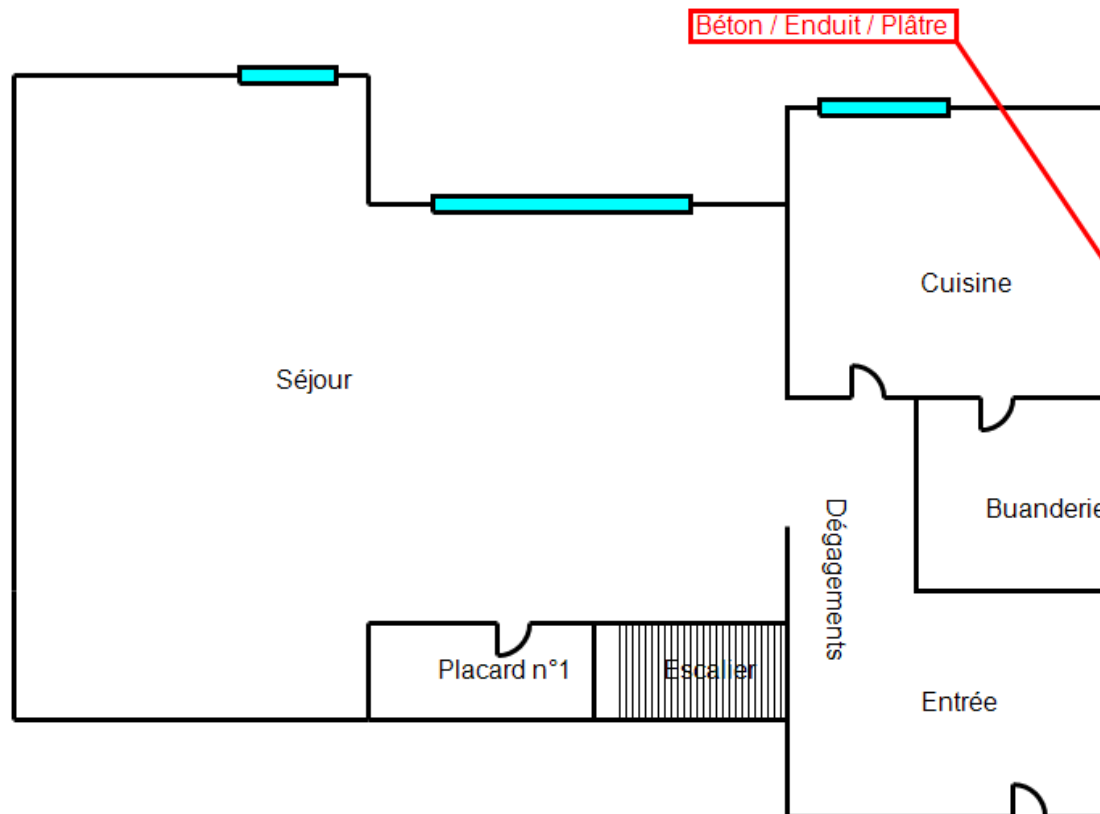 Béton / Enduit / Plâtre
Cuisine
Séjour
Buanderie
Dégagements
Placard n°1
Escalier
Entrée